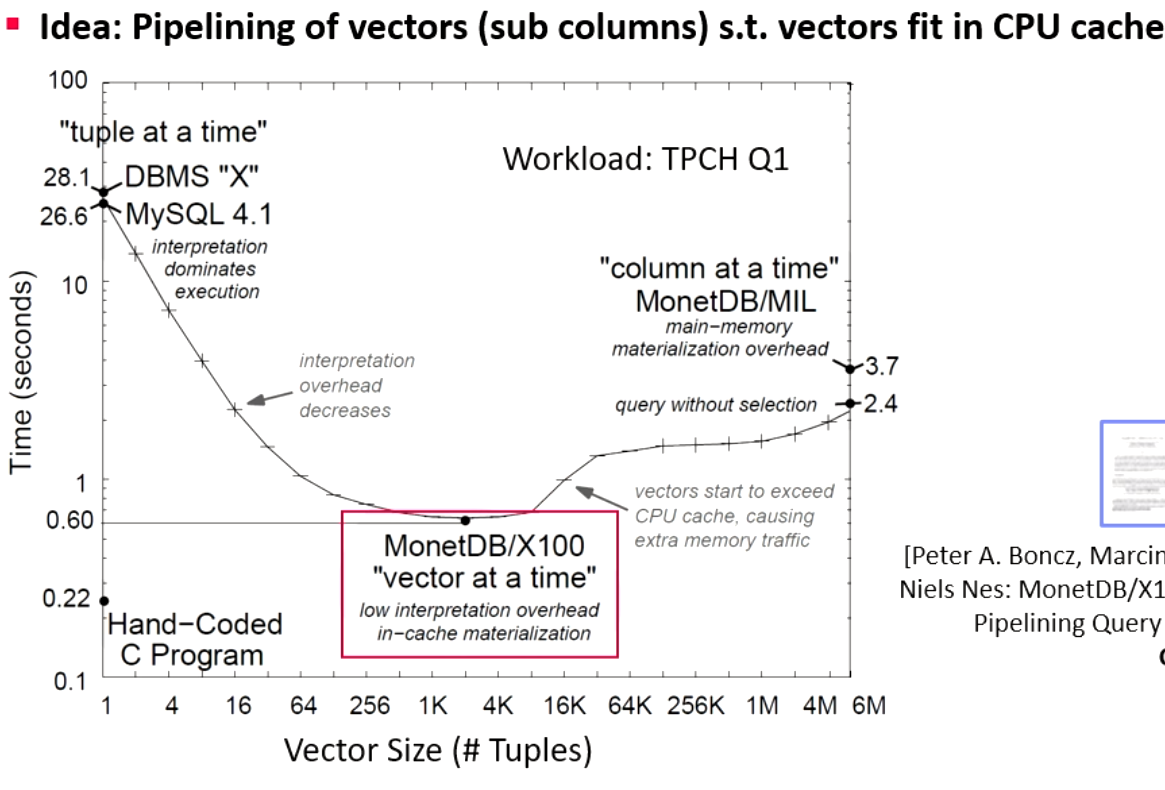 Idea: Pipelining of vectors (sub columns) s.t. vectors fit in CPU cache
100
"tuple at a time"
Workload: TPCH Q1
28.1
DBMS "X"
26.6
MySQL 4.1
interpretation
dominates
execution
10
"column at a time"
MonetDB/MIL
main-memory
materialization overhead
3.7
interpretation
overhead
decreases
query without selection
2.4
Time (seconds)
1
vectors start to exceed
CPU cache, causing
extra memory traffic
0.60
MonetDB/X100
"vector at a time"
low interpretation overhead
in-cache materialization
0.22
Hand-Coded
C Program
0.1
1 4 16 64 256 1K 4K 16K 64K 256K 1M 4M 6M
Vector Size (# Tuples)
[Peter A. Boncz, Marcin
Niels Nes: MonetDB/X1
Pipelining Query